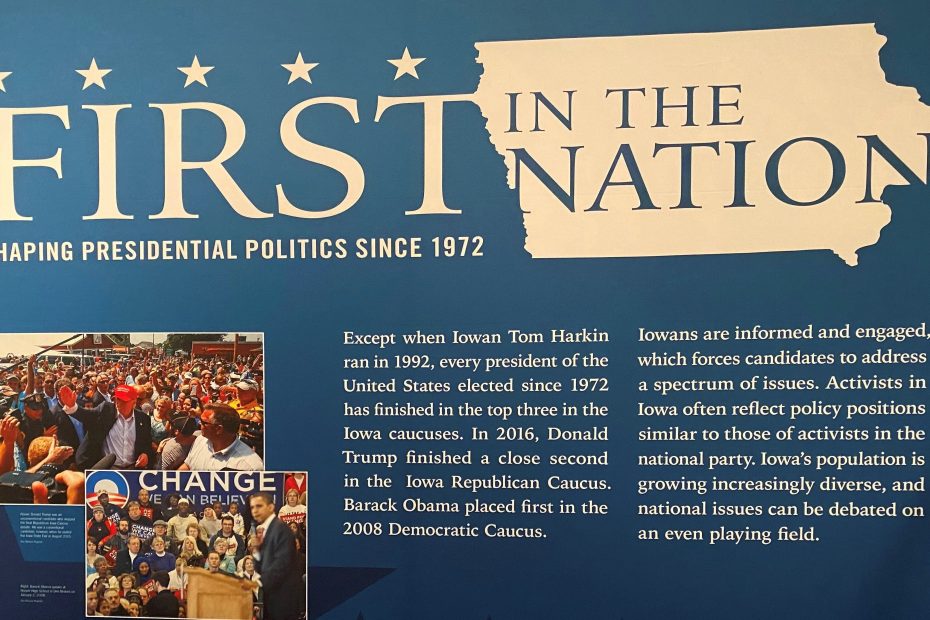 FIRST
IN THE
NATION
HAPING PRESIDENTIAL POLITICS SINCE 1972
Except when Iowan Tom Harkin
ran in 1992, every president of the
United States elected since 1972
has finished in the top three in the
Iowa caucuses. In 2016, Donald
Trump finished a close second
in the Iowa Republican Caucus.
Barack Obama placed first in the
2008 Democratic Caucus.
Iowans are informed and engaged,
which forces candidates to address
a spectrum of issues. Activists in
Iowa often reflect policy positions
similar to those of activists in the
national party. Iowa's population is
growing increasingly diverse, and
national issues can be debated on
an even playing field.
CHANGE
WE CAN BELIEVE